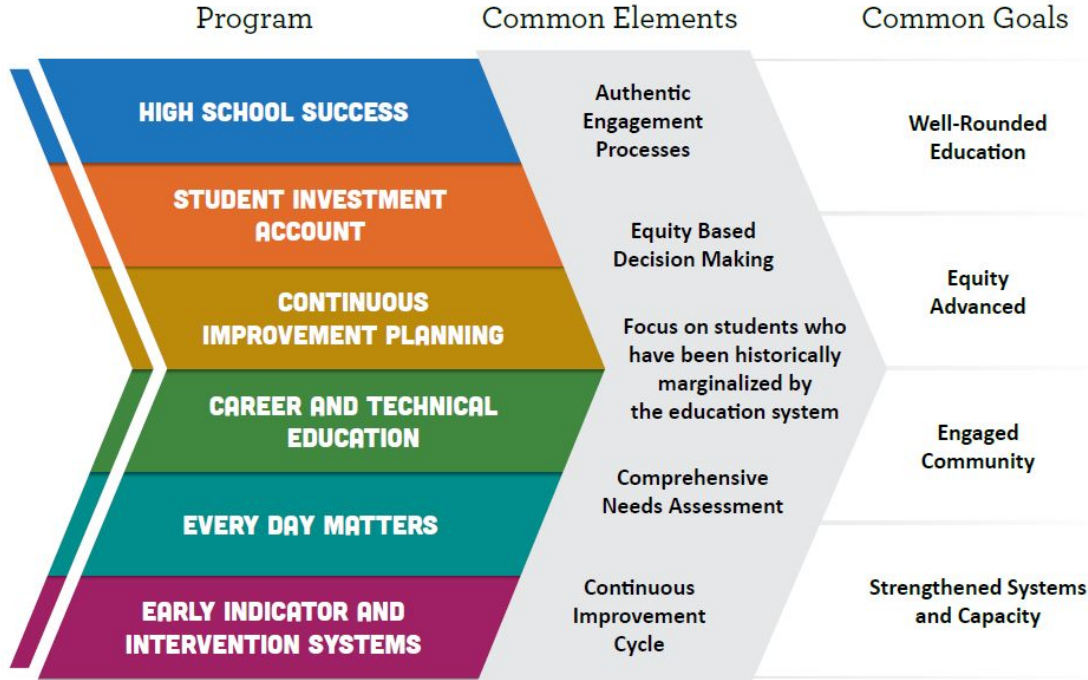 Program
Common Elements
Common Goals
HIGH SCHOOL SUCCESS
STUDENT INVESTMENT
ACCOUNT
CONTINUOUS
IMPROVEMENT PLANNING
CAREER AND TECHNICAL
EDUCATION
EVERY DAY MATTERS
EARLY INDICATOR AND
INTERVENTION SYSTEMS
Authentic
Engagement
Processes
Equity Based
Decision Making
Focus on students who
have been historically
marginalized by
the education system
Comprehensive
Needs Assessment
Continuous
Improvement
Cycle
Well-Rounded
Education
Equity
Advanced
Engaged
Community
Strengthened Systems
and Capacity